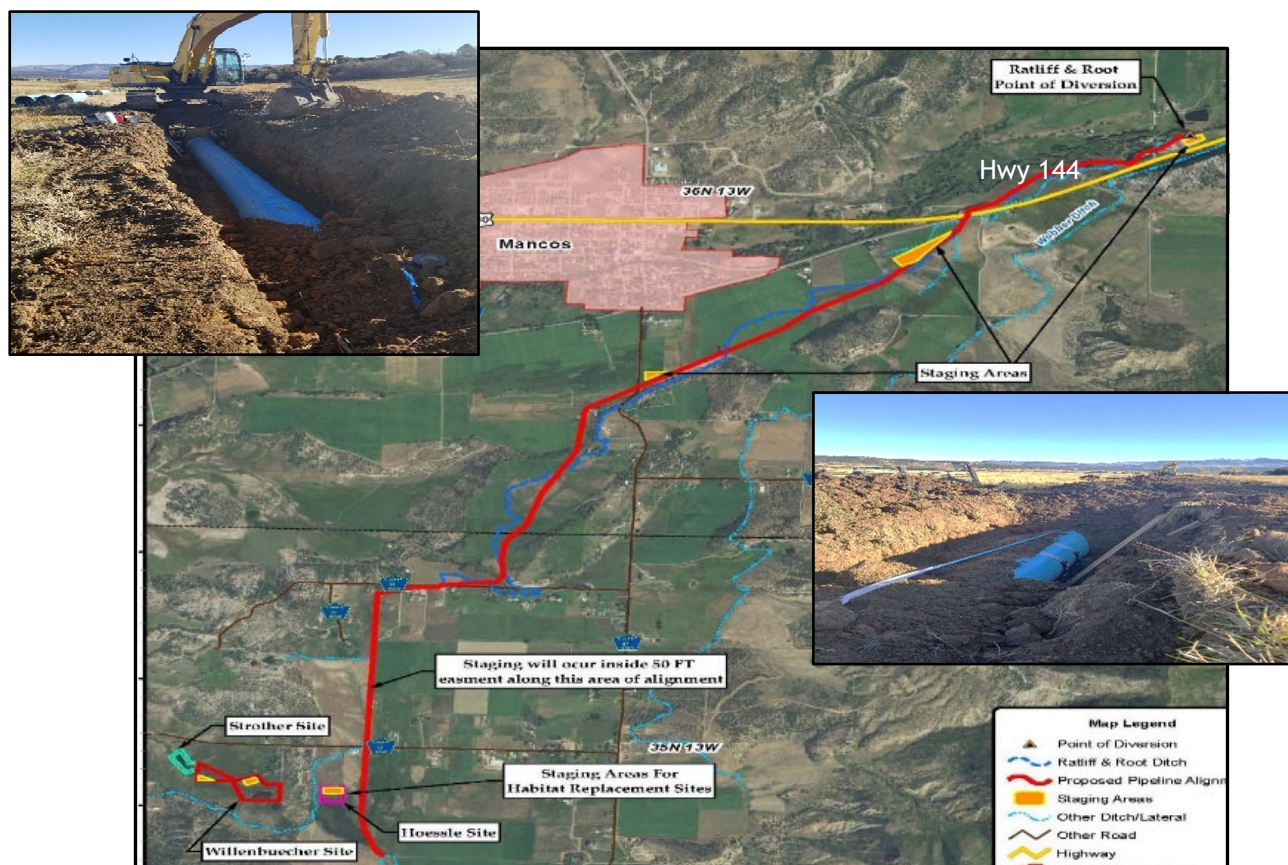 Ratliff & Root
Point of Diversion
Hwy 144
36N 13W
Webber Ditch
Mancos
Staging Areas
Staging will ocur inside 50 FT
easment along this area of alignment
Strother Site
35N 13W
Staging Areas For
Habitat Replacement Sites
Hoessle Site
Willenbuecher Site
Map Legend
Point of Diversion
Ratliff & Root Ditch
Proposed Pipeline Alignn
Staging Areas
Other Ditch/Lateral
Other Road
Highway